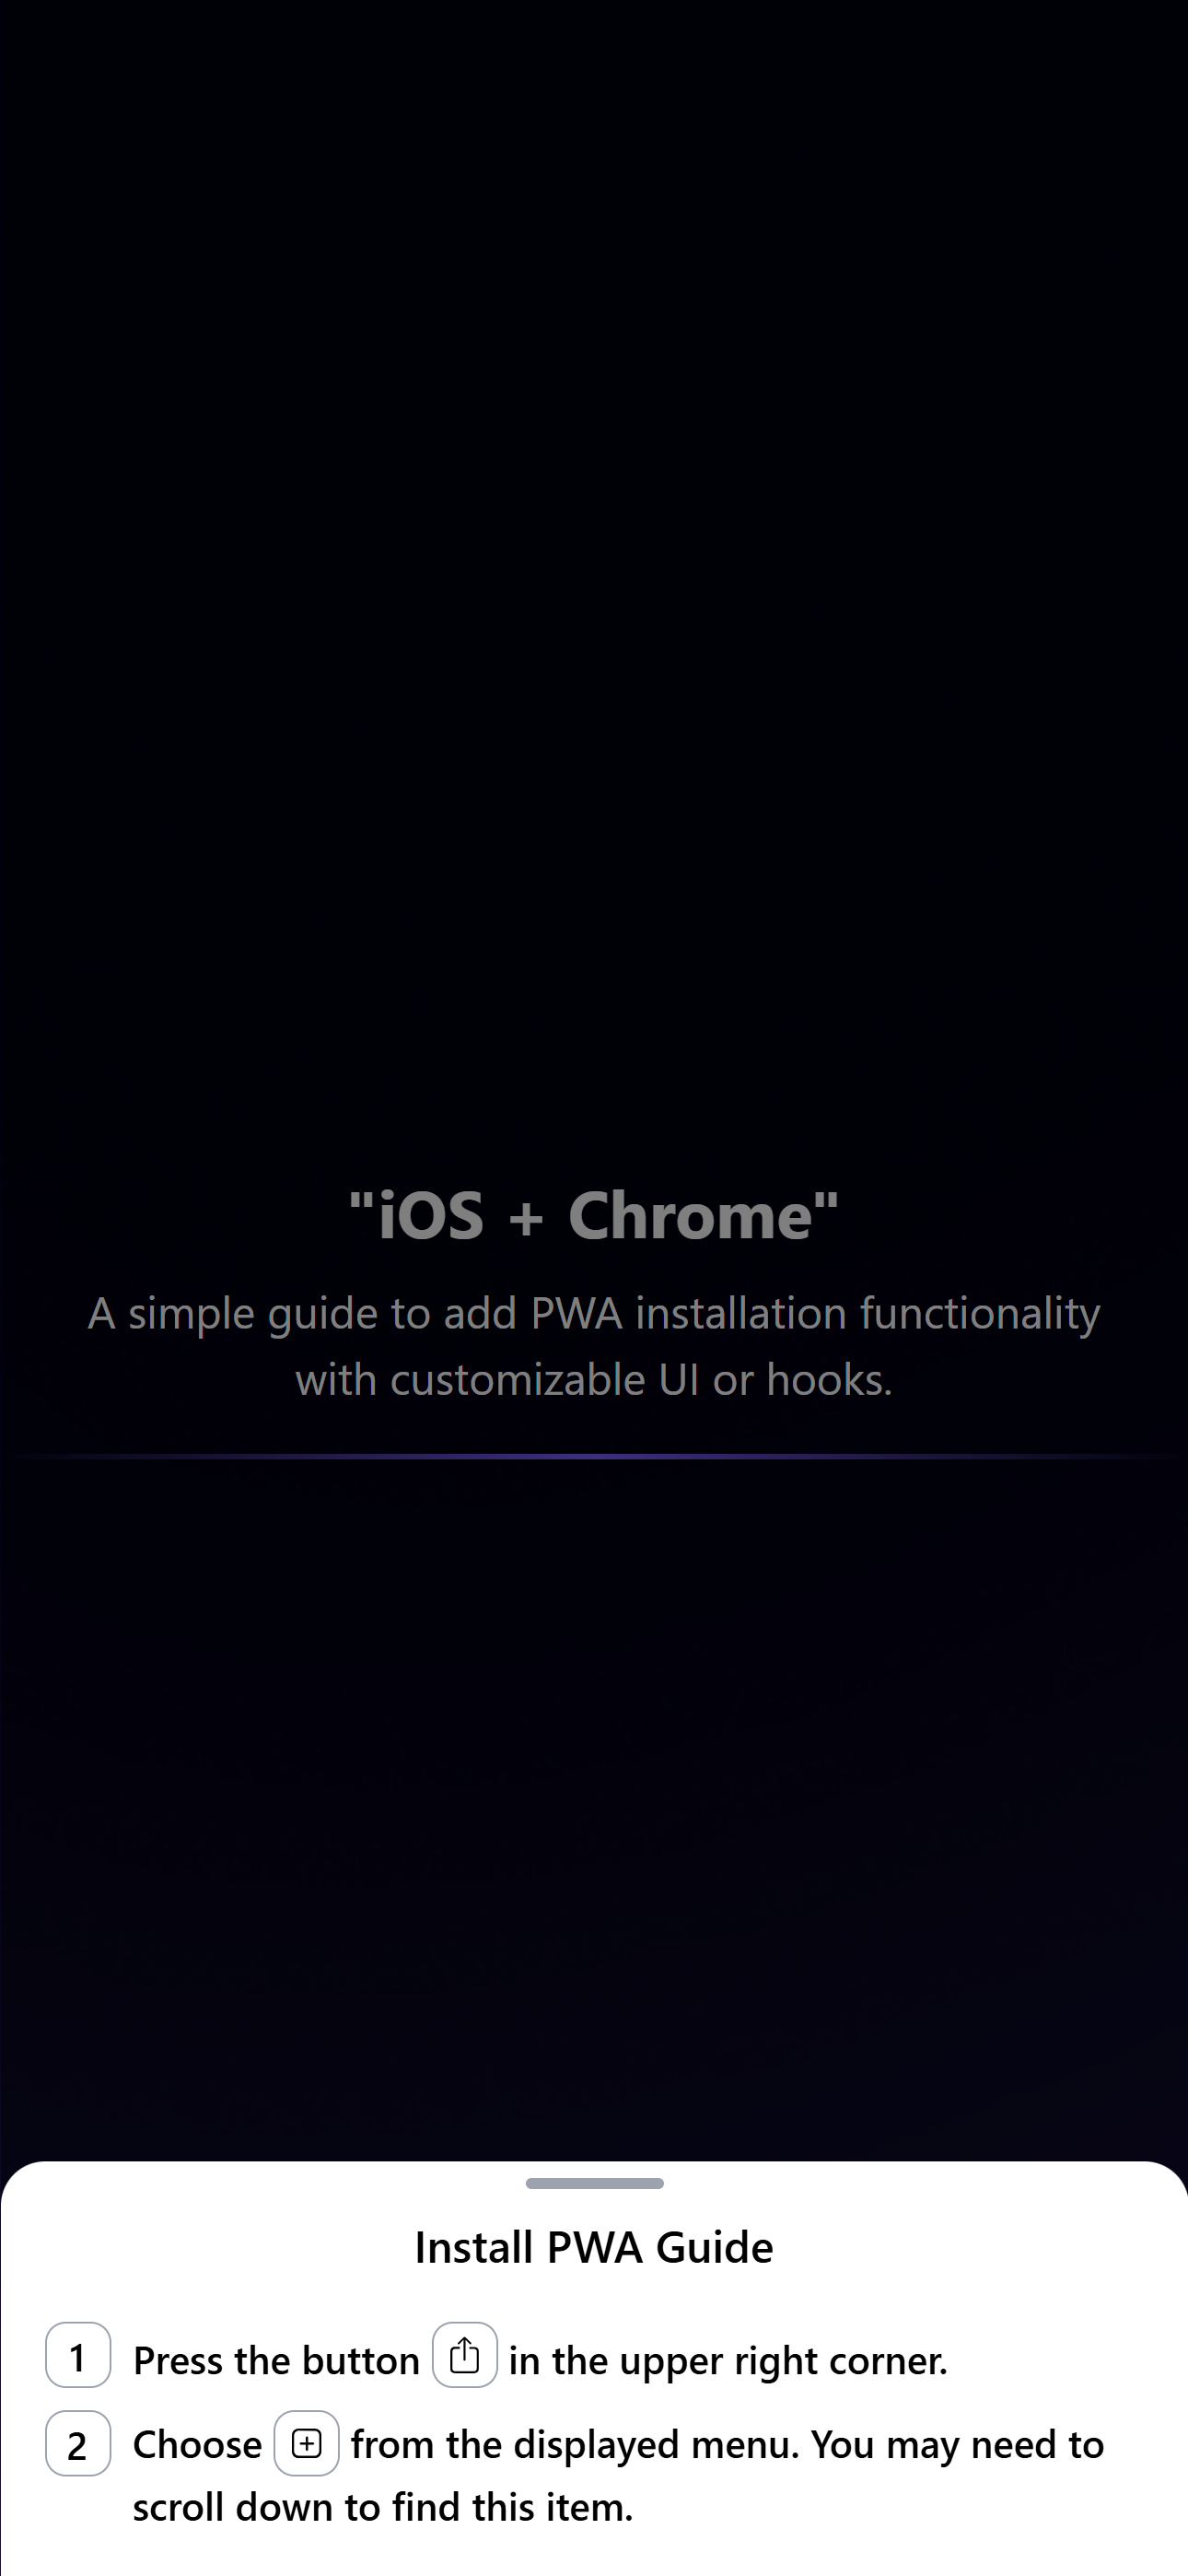 "iOS + Chrome"
A simple guide to add PWA installation functionality
with customizable UI or hooks.
Install PWA Guide
1 Press the button in the upper right corner.
2 Choose from the displayed menu. You may need to
scroll down to find this item.